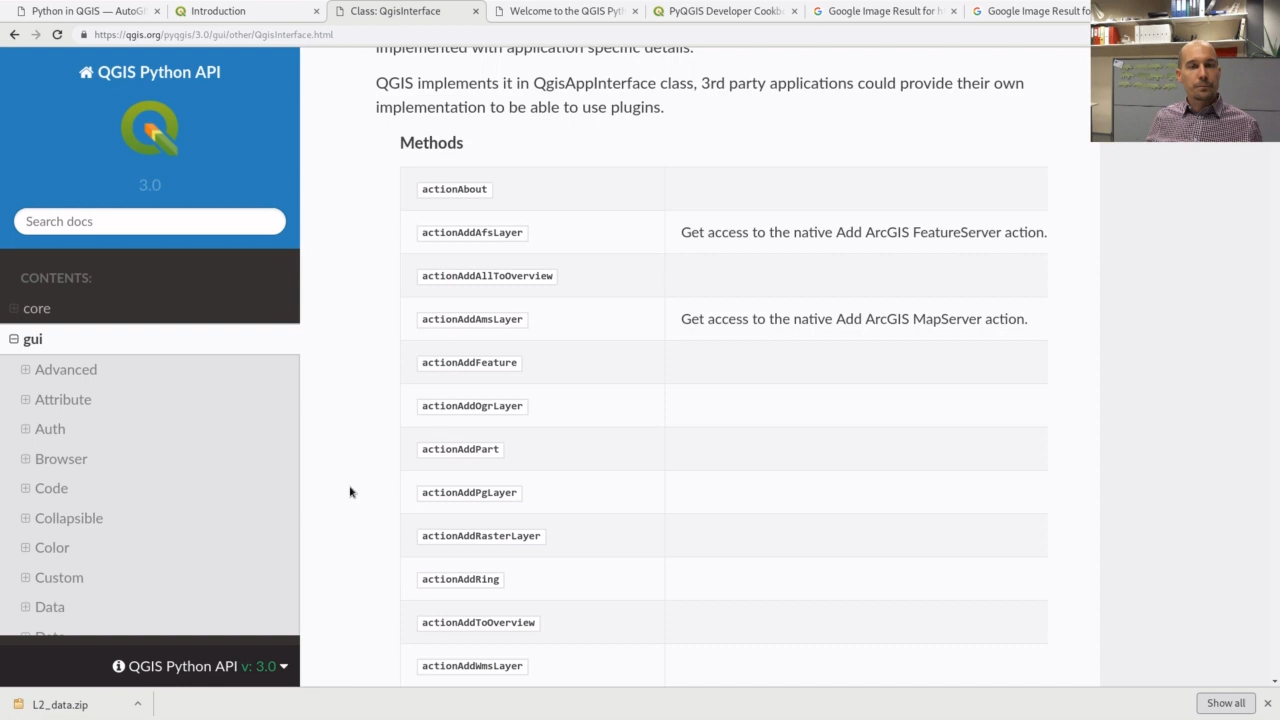 Python in QGIS — AutoG
Introduction
Class: QgisInterface
Welcome to the QGIS Pyt
PyQGIS Developer Cookb
Google Image Result for h
Google Image Result fo
https://qgis.org/pyqgis/3.0/gui/other/QgisInterface.html
QGIS Python API
3.0
Search docs
CONTENTS:
core
gui
Advanced
Attribute
Auth
Browser
Code
Collapsible
Color
Custom
Data
QGIS Python API v: 3.0
implemented with application specific details.
QGIS implements it in QgisAppInterface class, 3rd party applications could provide their own
implementation to be able to use plugins.
Methods
actionAbout
actionAddAfsLayer Get access to the native Add ArcGIS FeatureServer action.
actionAddAllToOverview
actionAddAmsLayer Get access to the native Add ArcGIS MapServer action.
actionAddFeature
actionAddOgrLayer
actionAddPart
actionAddPgLayer
actionAddRasterLayer
actionAddRing
actionAddToOverview
actionAddWmsLayer
L2_data.zip
Show all